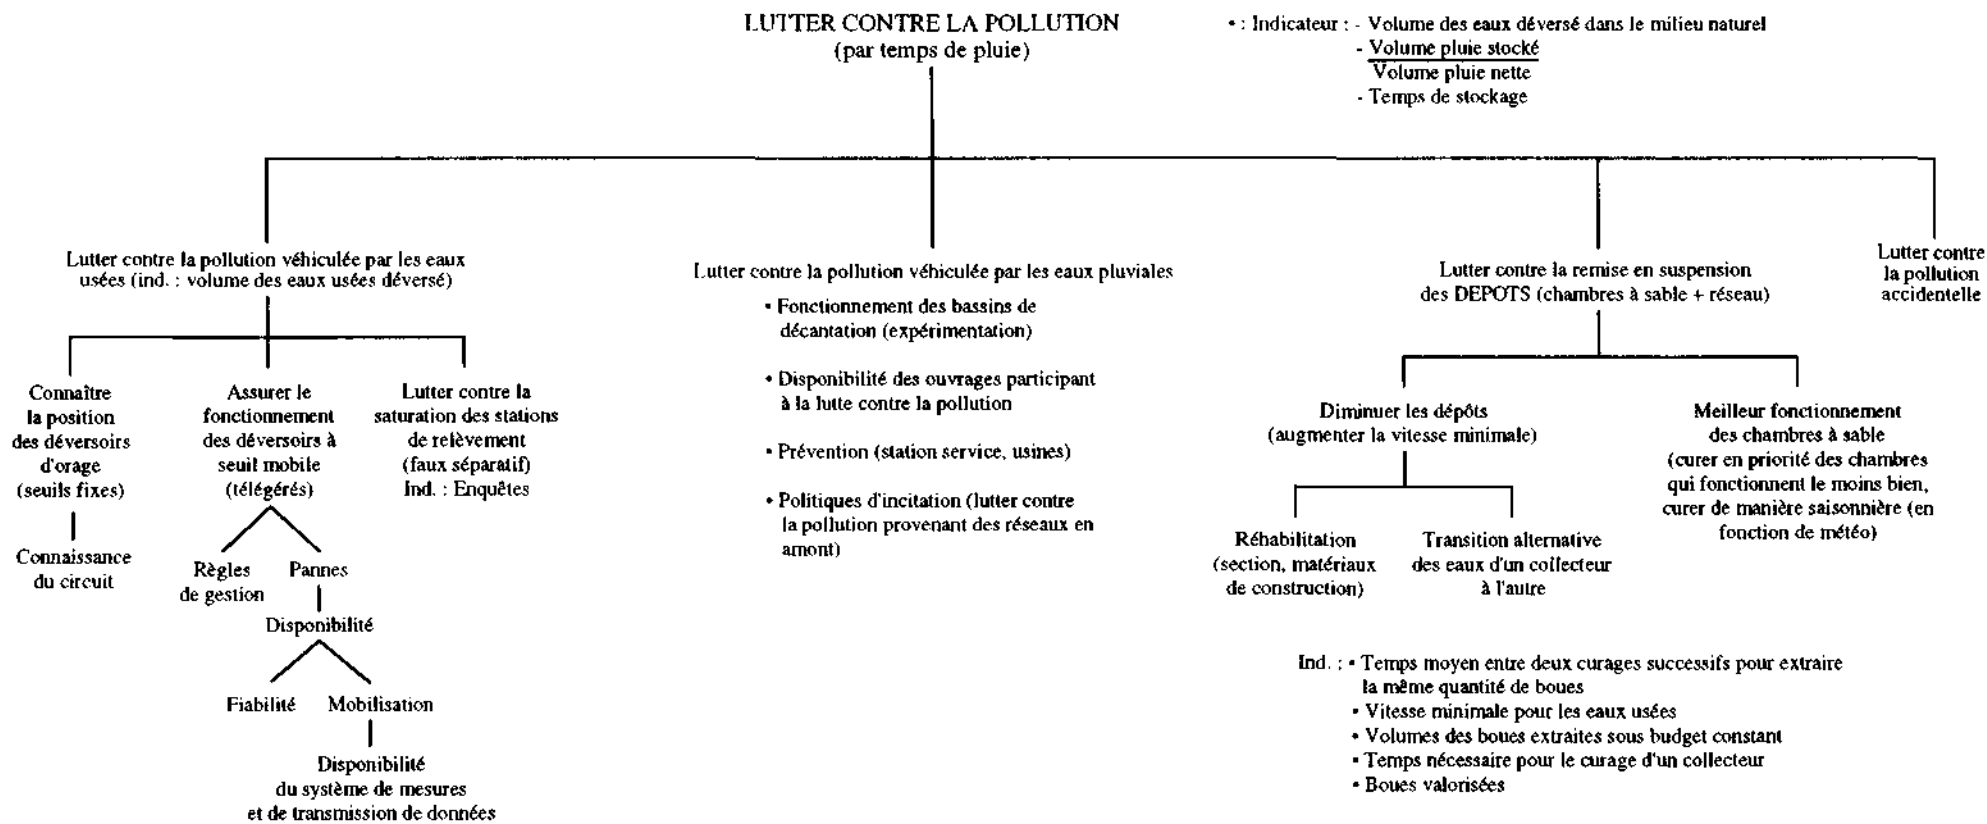 LUTTER CONTRE LA POLLUTION
(par temps de pluie)
• : Indicateur : - Volume des eaux déversé dans le milieu naturel
- Volume pluie stocké
Volume pluie nette
- Temps de stockage
Lutter contre la pollution véhiculée par les eaux
usées (ind. : volume des eaux usées déversé)
Connaître
la position
des déversoirs
d'orage
(seuils fixes)
Connaissance
du circuit
Assurer le
fonctionnement
des déversoirs à
seuil mobile
(télégérés)
Règles
de gestion
Pannes
Disponibilité
Fiabilité
Mobilisation
Disponibilité
du système de mesures
et de transmission de données
Lutter contre la
saturation des stations
de relèvement
(faux séparatif)
Ind. : Enquêtes
Lutter contre la pollution véhiculée par les eaux pluviales
• Fonctionnement des bassins de
décantation (expérimentation)
• Disponibilité des ouvrages participant
à la lutte contre la pollution
• Prévention (station service, usines)
• Politiques d'incitation (lutter contre
la pollution provenant des réseaux en
amont)
Lutter contre la remise en suspension
des DEPOTS (chambres à sable + réseau)
Diminuer les dépôts
(augmenter la vitesse minimale)
Réhabilitation
(section, matériaux
de construction)
Transition alternative
des eaux d'un collecteur
à l'autre
Meilleur fonctionnement
des chambres à sable
(curer en priorité des chambres
qui fonctionnent le moins bien,
curer de manière saisonnière (en
fonction de météo)
Ind. : • Temps moyen entre deux curages successifs pour extraire
la même quantité de boues
• Vitesse minimale pour les eaux usées
• Volumes des boues extraites sous budget constant
• Temps nécessaire pour le curage d'un collecteur
• Boues valorisées
Lutter contre
la pollution
accidentelle